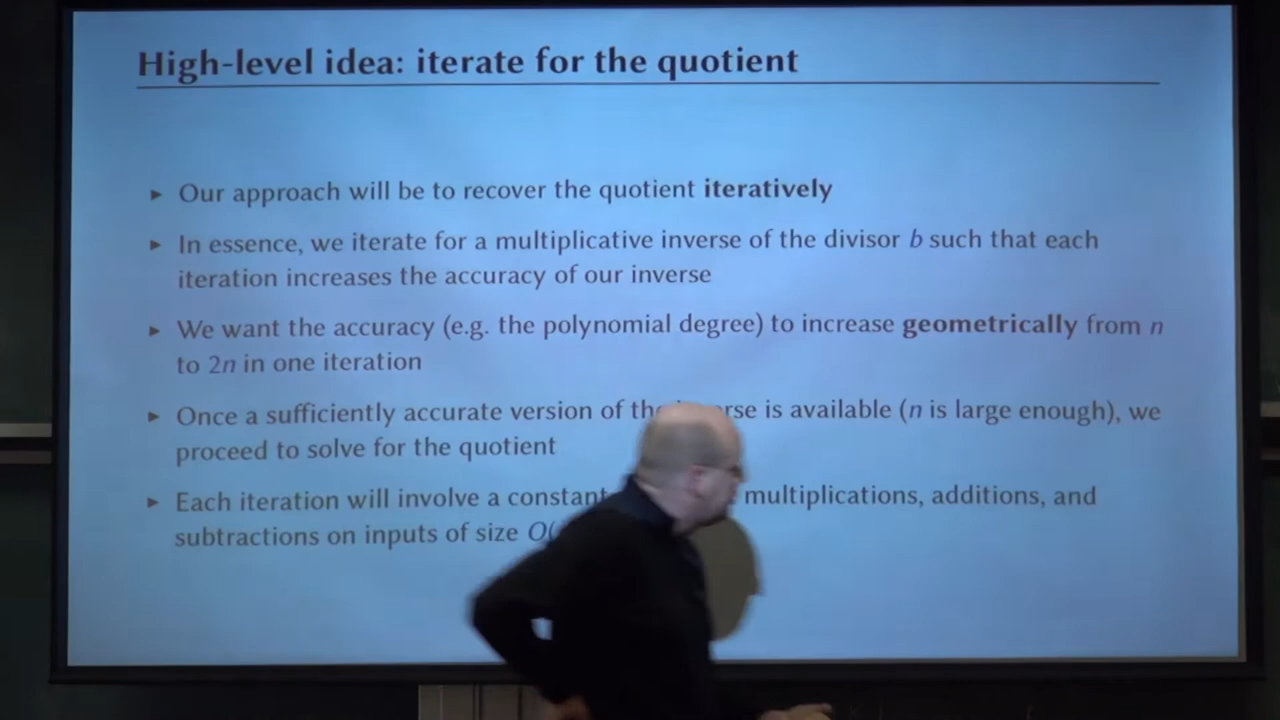 High-level idea: iterate for the quotient
► Our approach will be to recover the quotient iteratively
► In essence, we iterate for a multiplicative inverse of the divisor b such that each
iteration increases the accuracy of our inverse
► We want the accuracy (e.g. the polynomial degree) to increase geometrically from n
to 2n in one iteration
► Once a sufficiently accurate version of the is available (n is large enough), we
proceed to solve for the quotient
► Each iteration will involve a constant multiplications, additions, and
subtractions on inputs of size